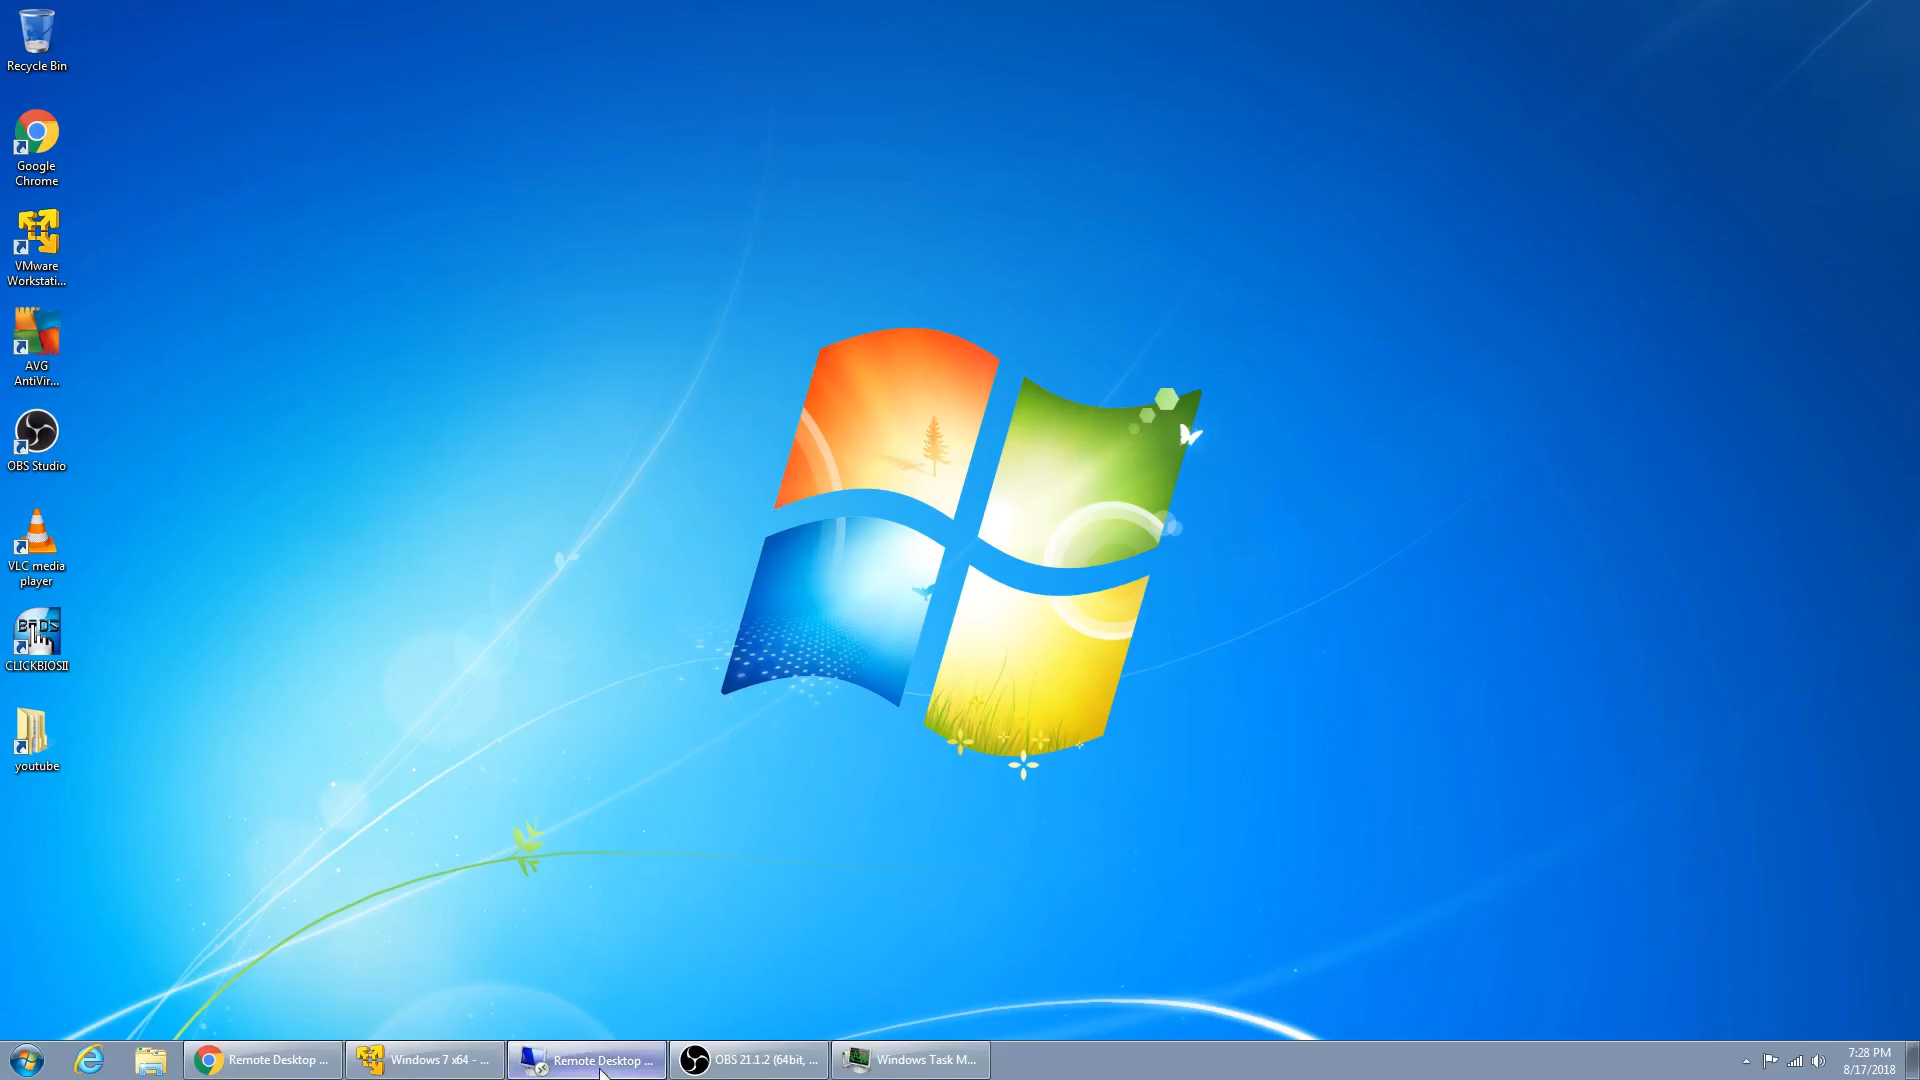 Recycle Bin
Google
Chrome
VMware
Workstati...
AVG
AntiVir...
OBS Studio
VLC media
player
CLICKBIOSII
youtube
Remote Desktop ...
Windows 7 x64 - ...
Remote Desktop ...
OBS 21.1.2 (64bit, ...
Windows Task M...
7:28 PM
8/17/2018